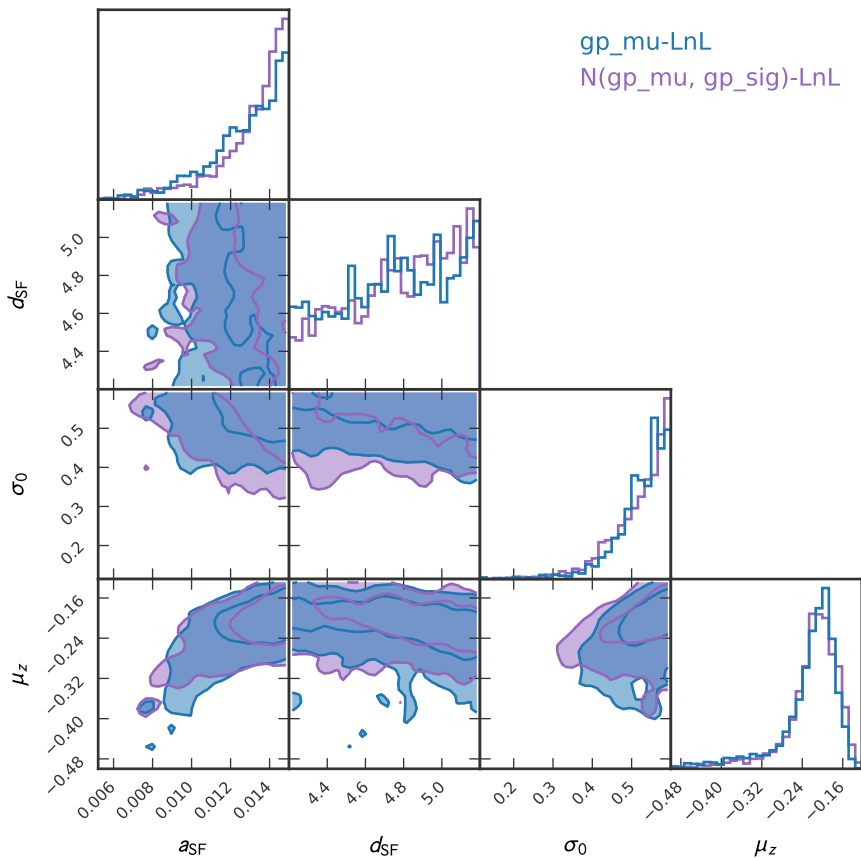 gp_mu-LnL
N(gp_mu, gp_sig)-LnL
5.0
4.8
4.6
4.4
d_SF
0.5
0.4
0.3
0.2
σ_0
−0.16
−0.24
−0.32
−0.40
−0.48
μ_z
0.006 0.008 0.010 0.012 0.014
4.4 4.6 4.8 5.0
0.2 0.3 0.4 0.5
−0.48 −0.40 −0.32 −0.24 −0.16
a_SF d_SF σ_0 μ_z